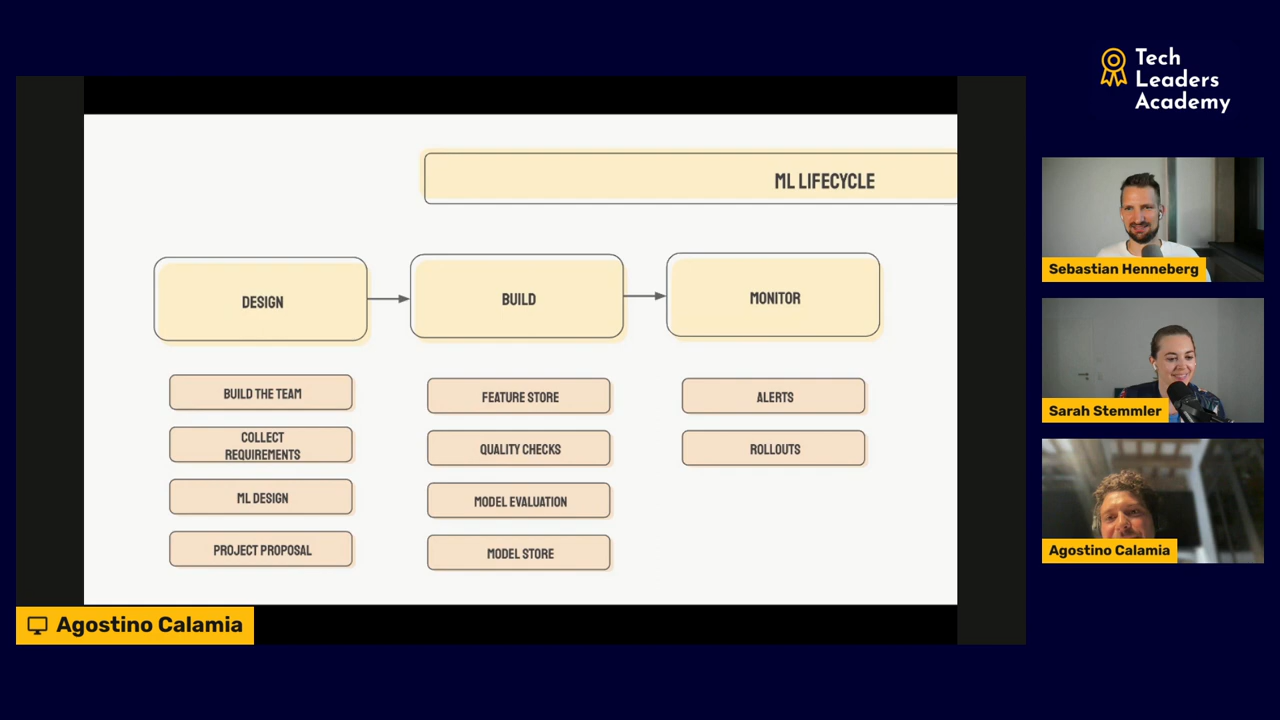 Tech
Leaders
Academy
ML LIFECYCLE
DESIGN
BUILD
MONITOR
BUILD THE TEAM
COLLECT
REQUIREMENTS
ML DESIGN
PROJECT PROPOSAL
FEATURE STORE
QUALITY CHECKS
MODEL EVALUATION
MODEL STORE
ALERTS
ROLLOUTS
Agostino Calamia
Sebastian Henneberg
Sarah Stemmler
Agostino Calamia